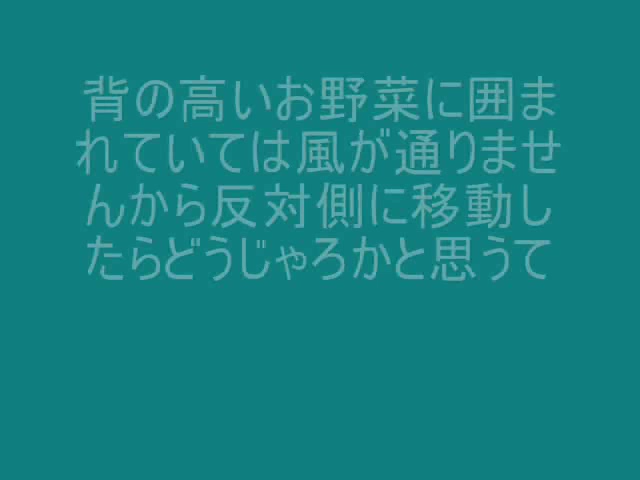 背の高いお野菜に囲ま
れていては風が通りませ
んから反対側に移動し
たらどうじゃろかと思うて